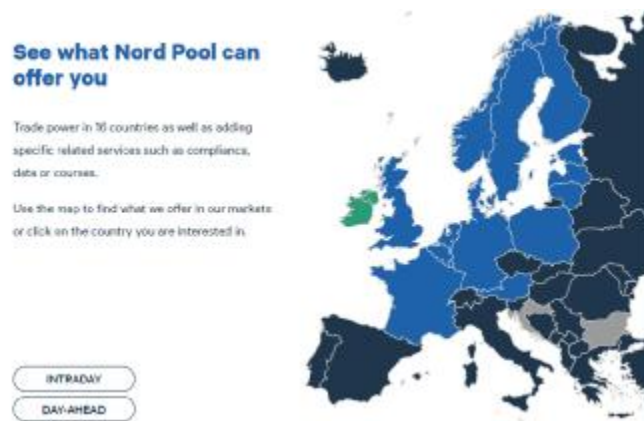 See what Nord Pool can
offer you
Trade power in 16 countries as well as adding
specific related services such as compliance,
data or courses.
Use the map to find what we offer in our markets
or click on the country you are interested in.
INTRADAY
DAY-AHEAD